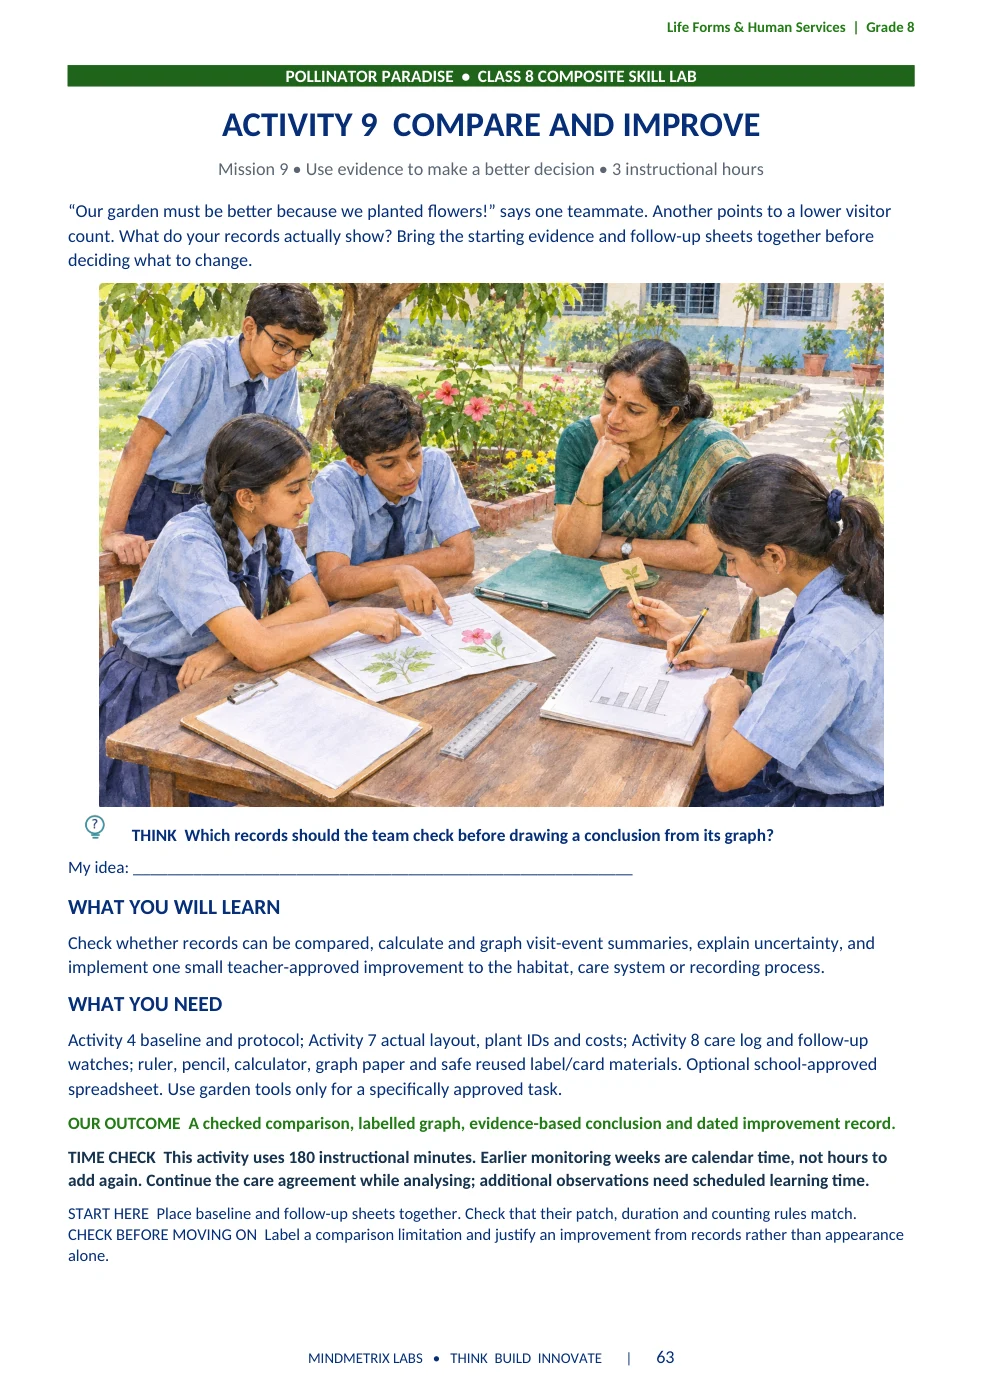 Life Forms & Human Services | Grade 8
POLLINATOR PARADISE ● CLASS 8 COMPOSITE SKILL LAB
ACTIVITY 9 COMPARE AND IMPROVE
Mission 9 • Use evidence to make a better decision • 3 instructional hours
“Our garden must be better because we planted flowers!” says one teammate. Another points to a lower visitor
count. What do your records actually show? Bring the starting evidence and follow-up sheets together before
deciding what to change.
?
THINK Which records should the team check before drawing a conclusion from its graph?
My idea: ____________________________________________________________
WHAT YOU WILL LEARN
Check whether records can be compared, calculate and graph visit-event summaries, explain uncertainty, and
implement one small teacher-approved improvement to the habitat, care system or recording process.
WHAT YOU NEED
Activity 4 baseline and protocol; Activity 7 actual layout, plant IDs and costs; Activity 8 care log and follow-up
watches; ruler, pencil, calculator, graph paper and safe reused label/card materials. Optional school-approved
spreadsheet. Use garden tools only for a specifically approved task.
OUR OUTCOME A checked comparison, labelled graph, evidence-based conclusion and dated improvement record.
TIME CHECK This activity uses 180 instructional minutes. Earlier monitoring weeks are calendar time, not hours to
add again. Continue the care agreement while analysing; additional observations need scheduled learning time.
START HERE Place baseline and follow-up sheets together. Check that their patch, duration and counting rules match.
CHECK BEFORE MOVING ON Label a comparison limitation and justify an improvement from records rather than appearance
alone.
MINDMETRIX LABS ● THINK BUILD INNOVATE | 63